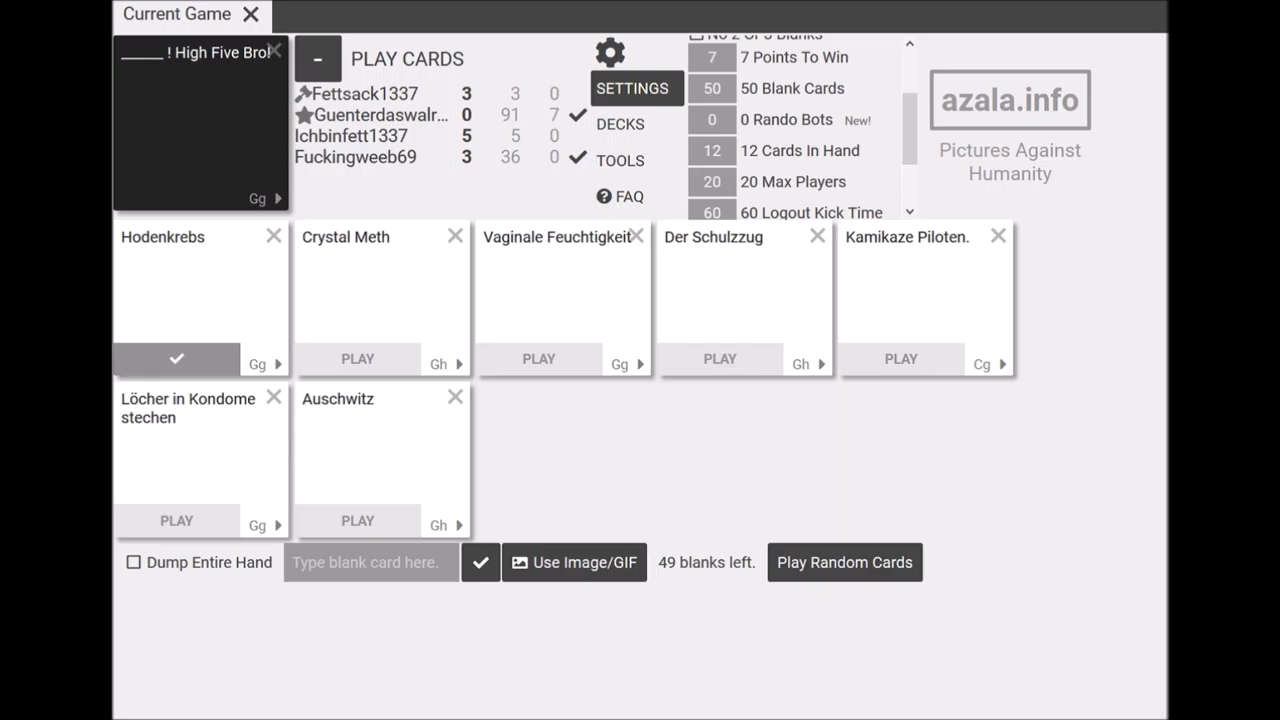 Current Game
_____ ! High Five Bro!
Gg
-
PLAY CARDS
Fettsack1337 3 3 0
Guenterdaswalr... 0 91 7
Ichbinfett1337 5 5 0
Fuckingweeb69 3 36 0
SETTINGS
DECKS
TOOLS
FAQ
No 2 Or 3 Blanks
7 7 Points To Win
50 50 Blank Cards
0 0 Rando Bots New!
12 12 Cards In Hand
20 20 Max Players
60 60 Logout Kick Time
azala.info
Pictures Against
Humanity
Hodenkrebs
Gg
Crystal Meth
PLAY Gh
Vaginale Feuchtigkeit
PLAY Gg
Der Schulzzug
PLAY Gh
Kamikaze Piloten.
PLAY Cg
Löcher in Kondome
stechen
PLAY Gg
Auschwitz
PLAY Gh
Dump Entire Hand
Type blank card here.
Use Image/GIF
49 blanks left.
Play Random Cards